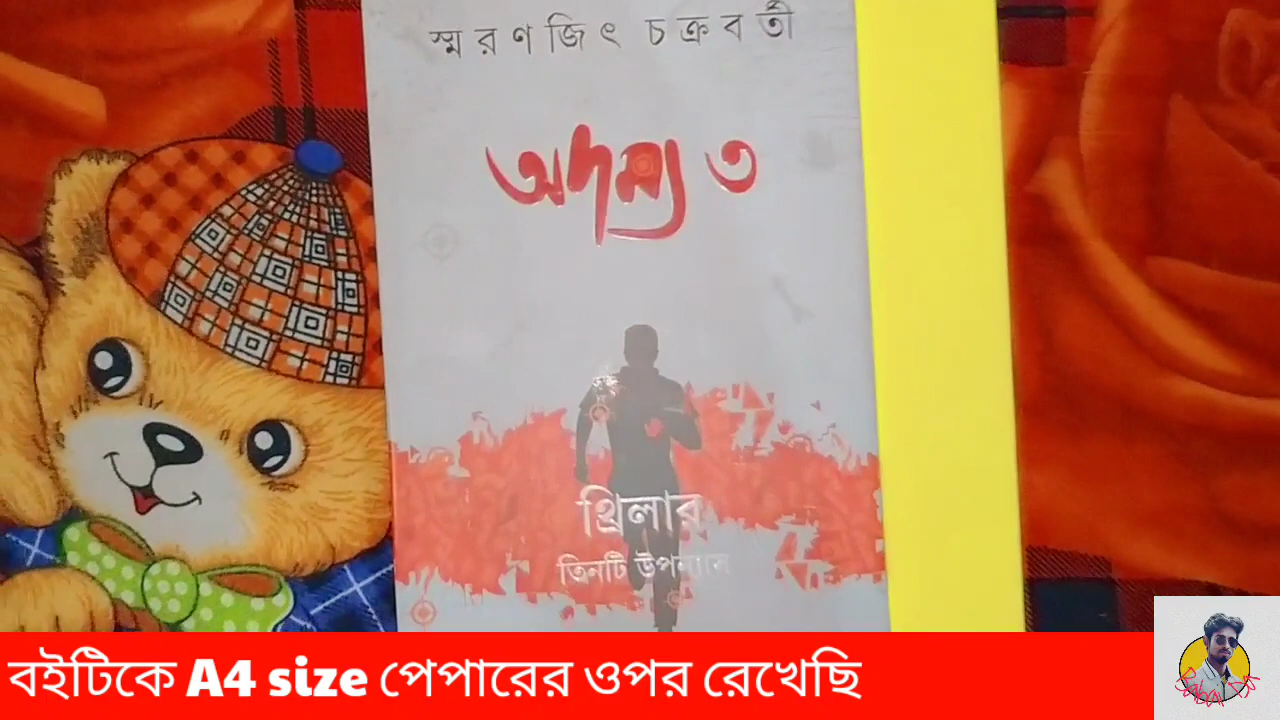 স্মরণজিৎ চক্রবর্তী
অদম্য ৩
থ্রিলার
তিনটি উপন্যাস
বইটিকে A4 size পেপারের ওপর রেখেছি